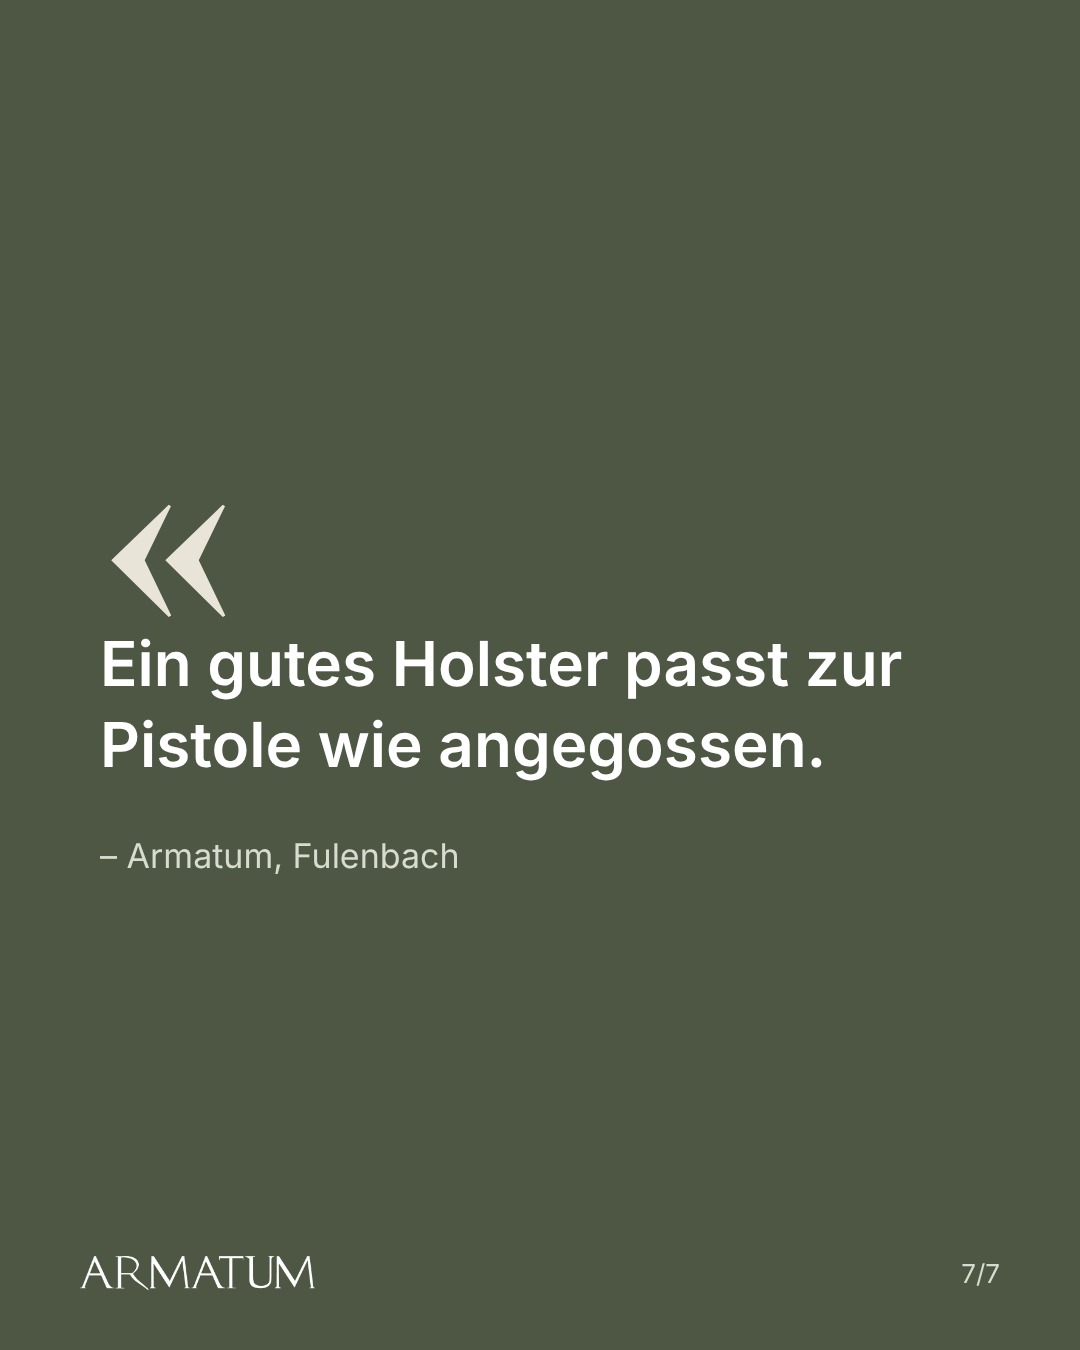 «
Ein gutes Holster passt zur
Pistole wie angegossen.
– Armatum, Fulenbach
ARMATUM
7/7